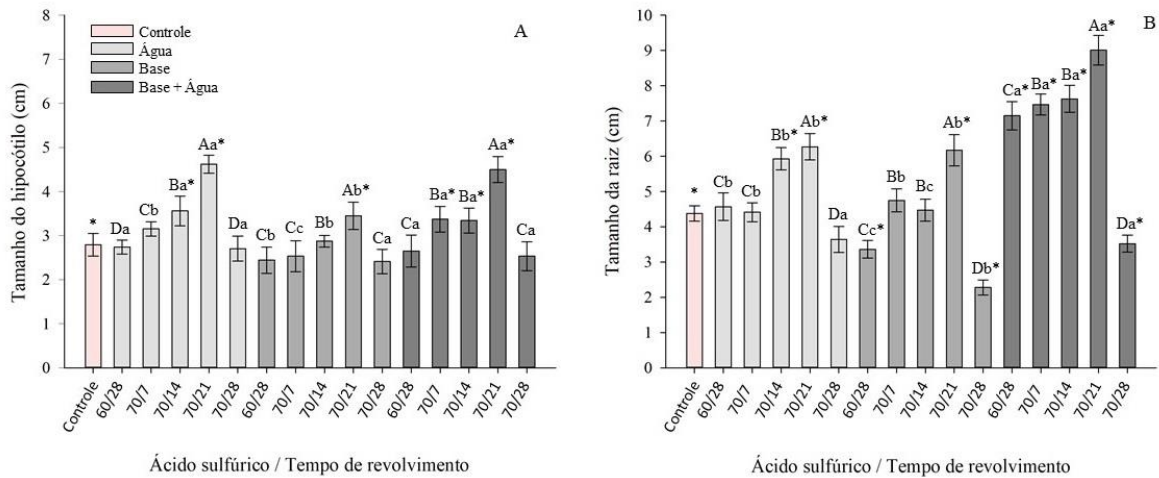 A
Controle
Água
Base
Base + Água
Tamanho do hipocótilo (cm)
8
7
6
5
4
3
2
1
0
* Da Cb Ba* Aa* Da Cb Cc Bb Ab* Ca Ca Ba* Ba* Aa* Ca
Controle 60/28 70/7 70/14 70/21 70/28 60/28 70/7 70/14 70/21 70/28 60/28 70/7 70/14 70/21 70/28
Ácido sulfúrico / Tempo de revolvimento
B
Tamanho da raiz (cm)
10
9
8
7
6
5
4
3
2
1
0
* Cb Cb Bb* Ab* Da Cc* Bb Bc Ab* Db* Ca* Ba* Ba* Aa* Da*
Controle 60/28 70/7 70/14 70/21 70/28 60/28 70/7 70/14 70/21 70/28 60/28 70/7 70/14 70/21 70/28
Ácido sulfúrico / Tempo de revolvimento